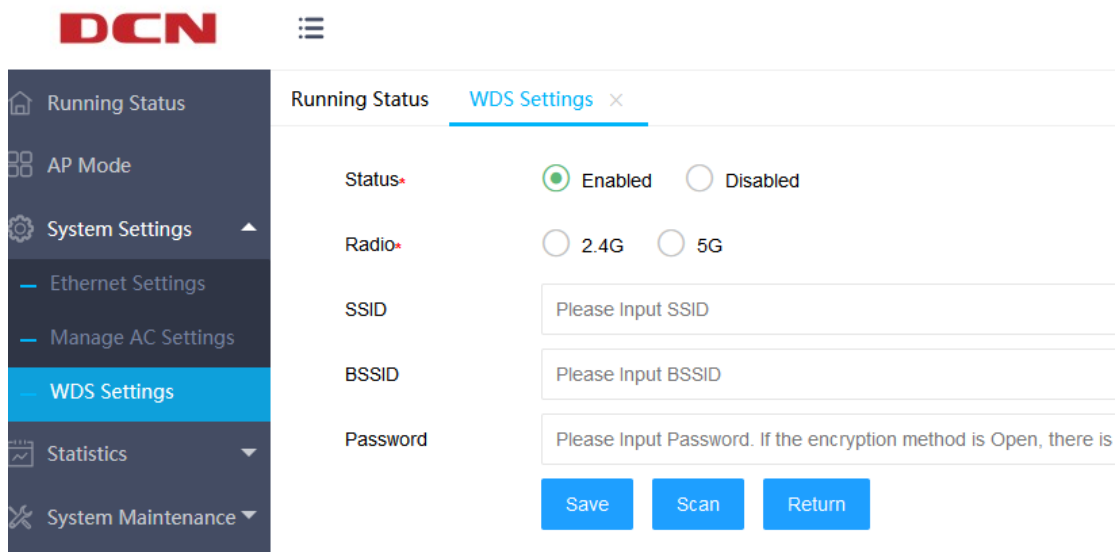 DCN
Running Status
AP Mode
System Settings
Ethernet Settings
Manage AC Settings
WDS Settings
Statistics
System Maintenance
Running Status WDS Settings ×
Status* Enabled Disabled
Radio* 2.4G 5G
SSID Please Input SSID
BSSID Please Input BSSID
Password Please Input Password. If the encryption method is Open, there is
Save Scan Return